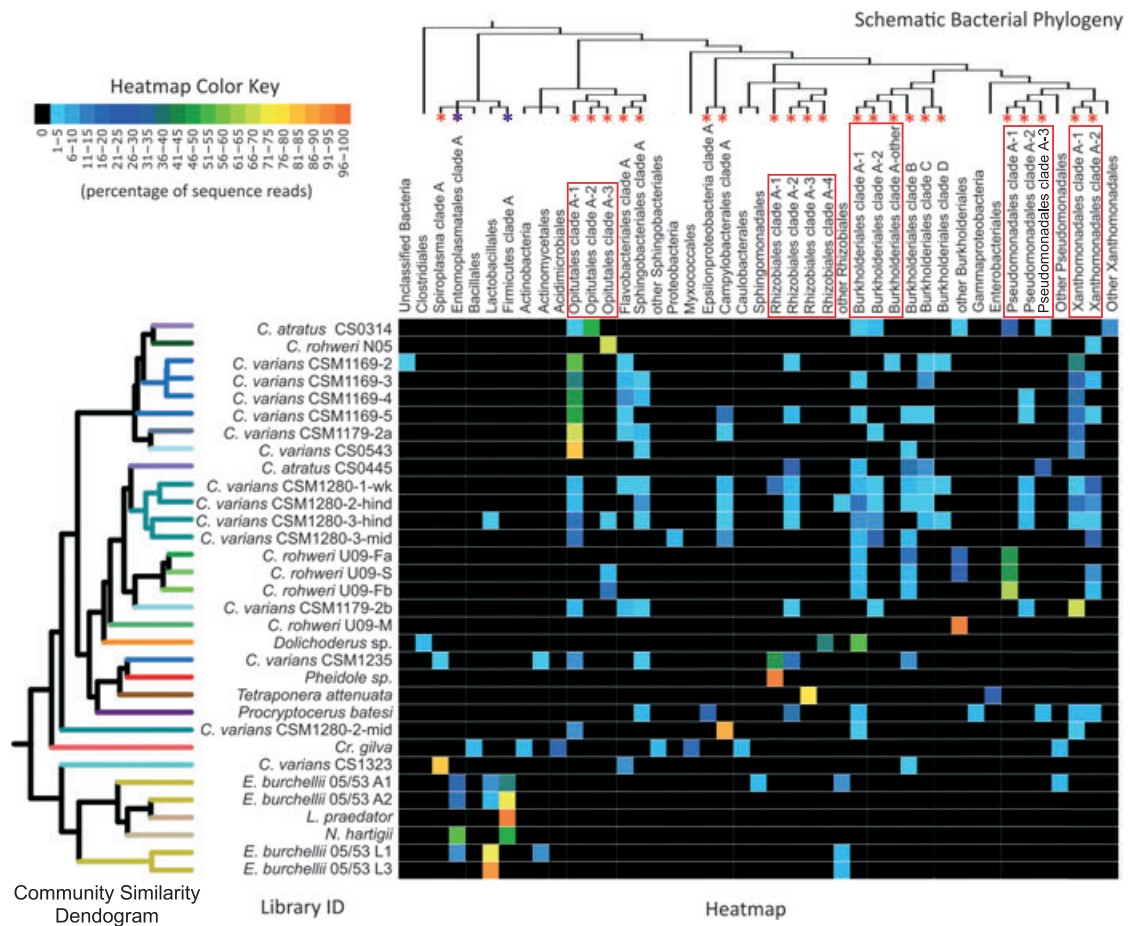 Schematic Bacterial Phylogeny
Heatmap Color Key
0
1-5
6-10
11-15
16-20
21-25
26-30
31-35
36-40
41-45
46-50
51-55
56-60
61-65
66-70
71-75
76-80
81-85
86-90
91-95
96-100
(percentage of sequence reads)
Unclassified Bacteria
Clostridiales
Spiroplasma clade A
Entomoplasmatales clade A
Bacillales
Lactobacillales
Firmicutes clade A
Actinobacteria
Actinomycetales
Acidimicrobiales
Opitutales clade A-1
Opitutales clade A-2
Opitutales clade A-3
Flavobacteriales clade A
Sphingobacteriales clade A
other Sphingobacteriales
Proteobacteria
Myxococcales
Epsilonproteobacteria clade A
Campylobacterales clade A
Caulobacterales
Sphingomonadales
Rhizobiales clade A-1
Rhizobiales clade A-2
Rhizobiales clade A-3
Rhizobiales clade A-4
other Rhizobiales
Burkholderiales clade A-1
Burkholderiales clade A-2
Burkholderiales clade A-other
Burkholderiales clade B
Burkholderiales clade C
Burkholderiales clade D
other Burkholderiales
Gammaproteobacteria
Enterobacteriales
Pseudomonadales clade A-1
Pseudomonadales clade A-2
Pseudomonadales clade A-3
Other Pseudomonadales
Xanthomonadales clade A-1
Xanthomonadales clade A-2
Other Xanthomonadales
C. atratus CS0314
C. rohweri N05
C. varians CSM1169-2
C. varians CSM1169-3
C. varians CSM1169-4
C. varians CSM1169-5
C. varians CSM1179-2a
C. varians CS0543
C. atratus CS0445
C. varians CSM1280-1-wk
C. varians CSM1280-2-hind
C. varians CSM1280-3-hind
C. varians CSM1280-3-mid
C. rohweri U09-Fa
C. rohweri U09-S
C. rohweri U09-Fb
C. varians CSM1179-2b
C. rohweri U09-M
Dolichoderus sp.
C. varians CSM1235
Pheidole sp.
Tetraponera attenuata
Procryptocerus batesi
C. varians CSM1280-2-mid
Cr. gilva
C. varians CS1323
E. burchellii 05/53 A1
E. burchellii 05/53 A2
L. praedator
N. hartigii
E. burchellii 05/53 L1
E. burchellii 05/53 L3
Community Similarity
Dendogram
Library ID
Heatmap